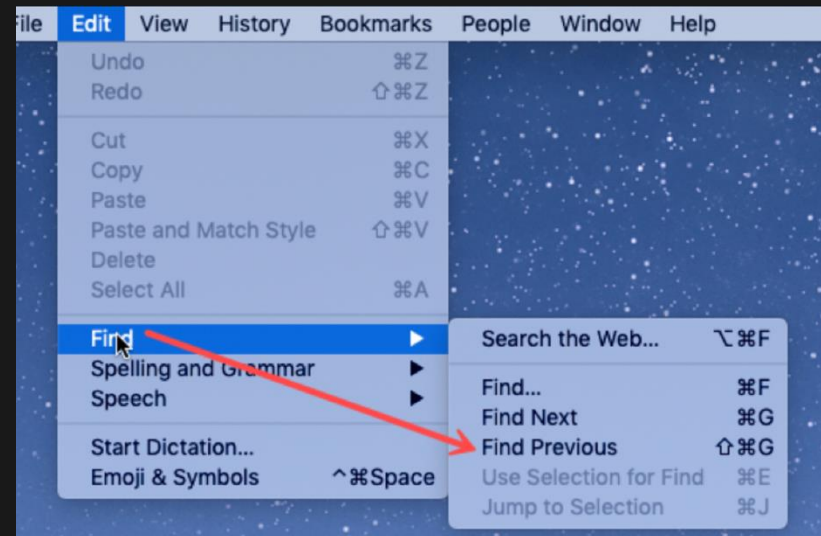 File Edit View History Bookmarks People Window Help
Undo ⌘Z
Redo ⇧⌘Z
Cut ⌘X
Copy ⌘C
Paste ⌘V
Paste and Match Style ⇧⌘V
Delete
Select All ⌘A
Find ▶
Spelling and Grammar ▶
Speech ▶
Start Dictation...
Emoji & Symbols ^⌘Space
Search the Web... ⌥⌘F
Find... ⌘F
Find Next ⌘G
Find Previous ⇧⌘G
Use Selection for Find ⌘E
Jump to Selection ⌘J